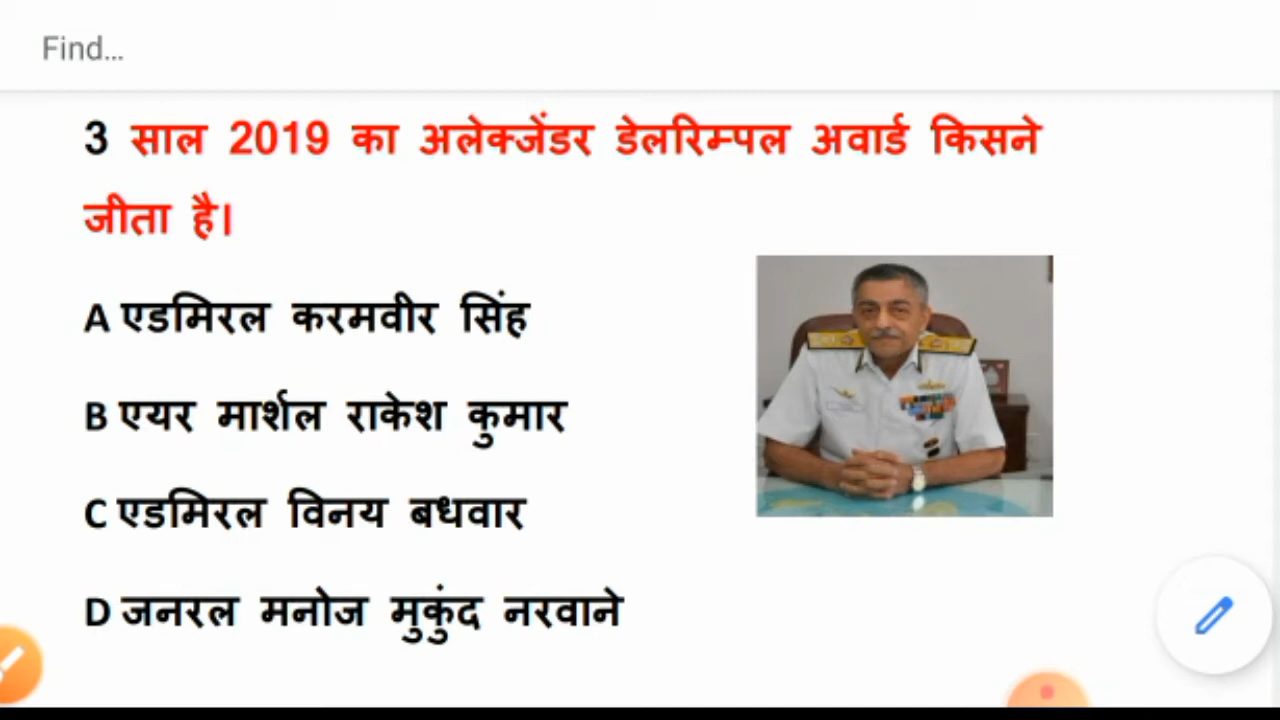 Find...
3 साल 2019 का अलेक्जेंडर डेलरिम्पल अवार्ड किसने
जीता है।
A एडमिरल करमवीर सिंह
B एयर मार्शल राकेश कुमार
C एडमिरल विनय बधवार
D जनरल मनोज मुकुंद नरवाने